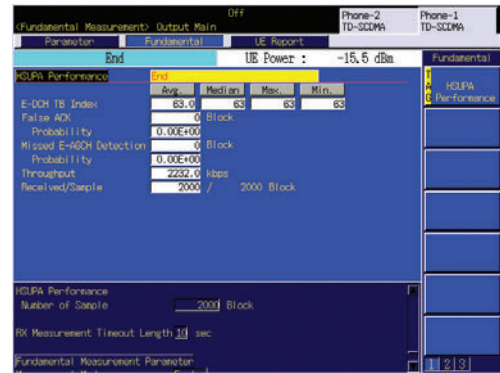 Off
Phone-2 Phone-1
<Fundamental Measurement> Output Main TD-SCDMA TD-SCDMA
Parameter Fundamental UE Report
End UE Power : -15.5 dBm Fundamental
HSUPA Performance End
TAG HSUPA Performance
Avg. Median Max. Min.
E-DCH TB Index 63.0 63 63 63
False ACK 0 Block
Probability 0.00E+00
Missed E-AGCH Detection 0 Block
Probability 0.00E+00
Throughput 2232.0 kbps
Received/Sample 2000 / 2000 Block
HSUPA Performance
Number of Sample 2000 Block
RX Measurement Timeout Length 10 sec
Fundamental Measurement Parameter
1 2 3